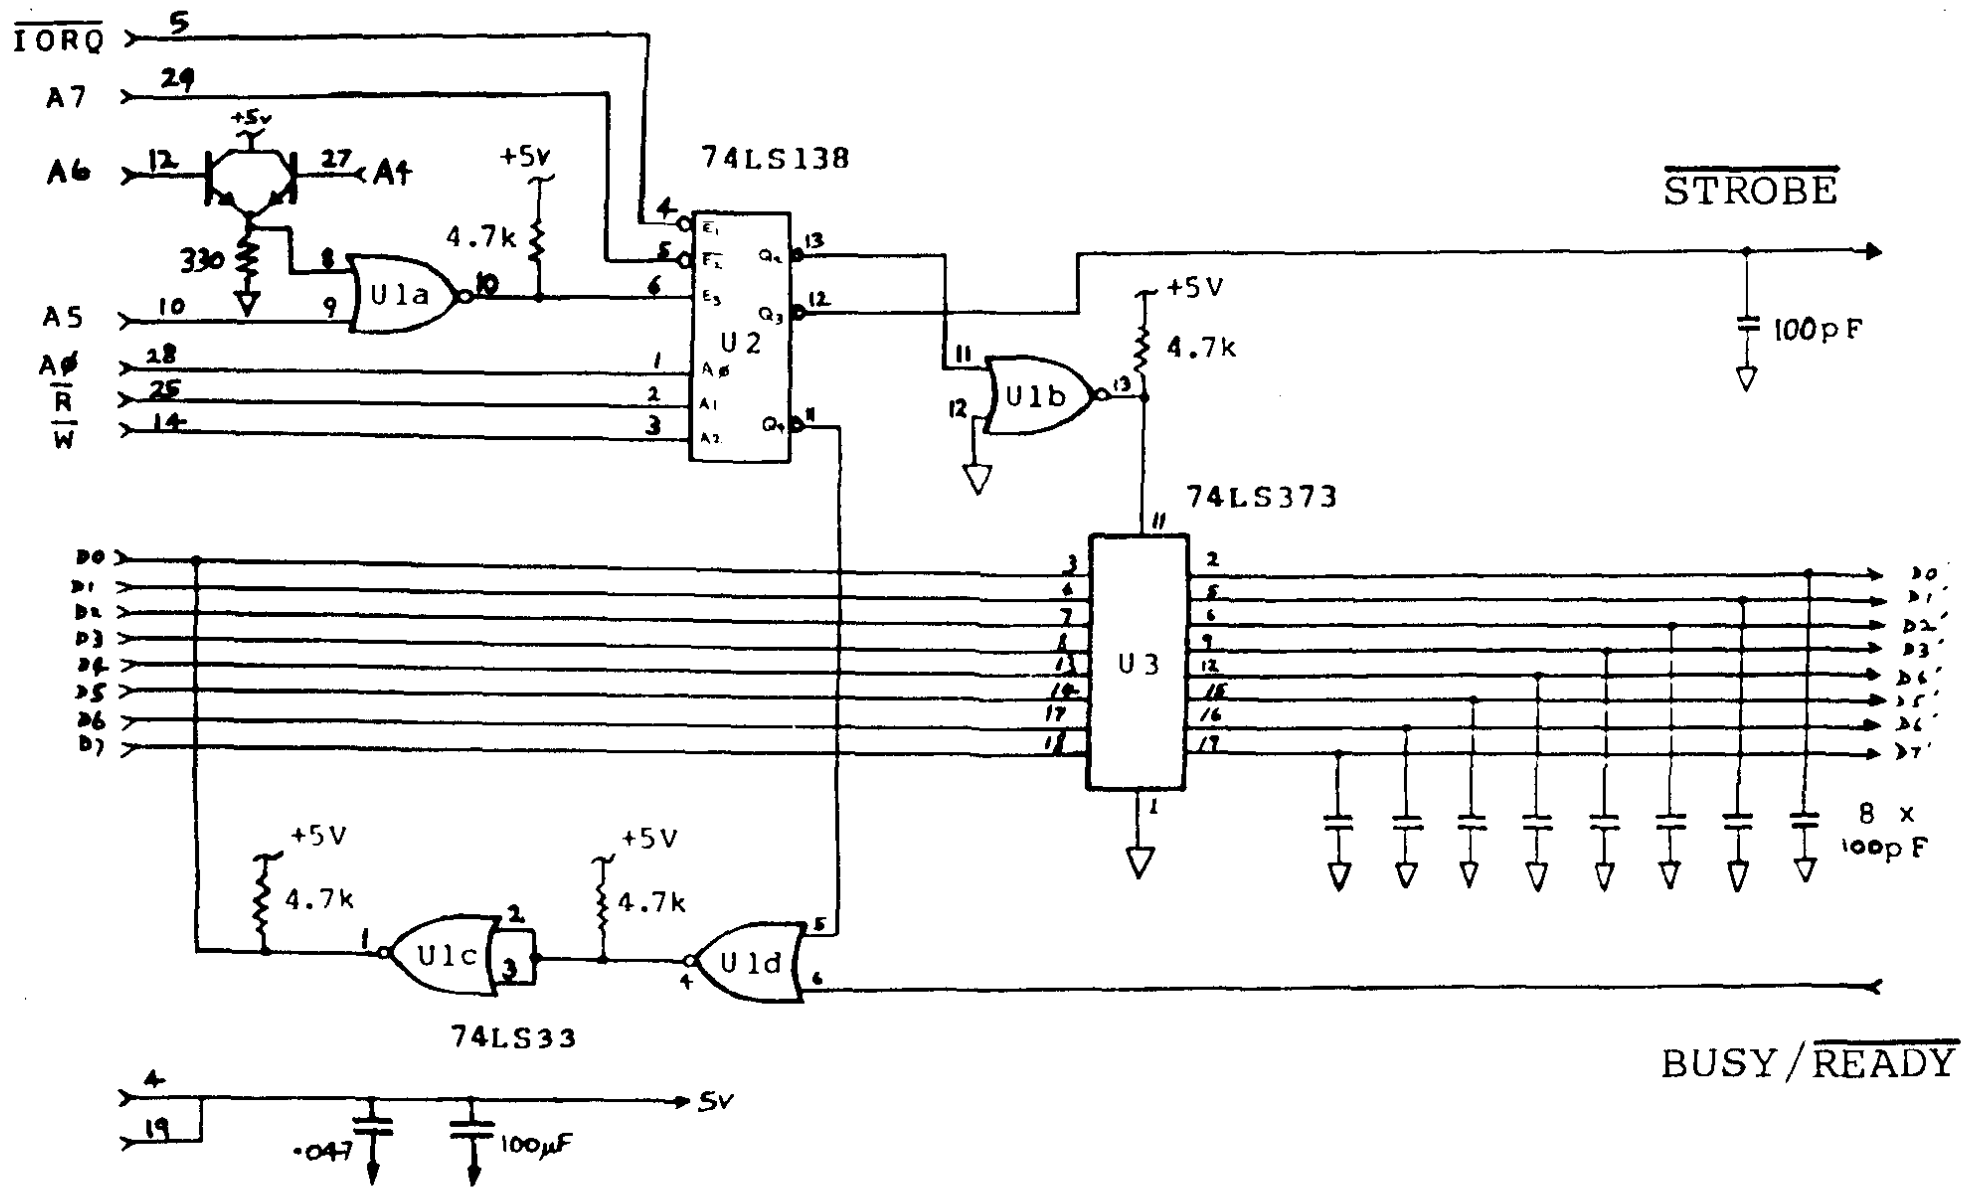 IORQ 5
A7 29
+5v
A6 12 27 A4
330
8
U1a
10
9
A5 10
AØ 28
R 25
W 14
+5v
4.7k
74LS138
4 E1
5 E2
6 E3
U2
1 AØ
2 A1
3 A2
Q2 13
Q3 12
Q4 11
STROBE
100pF
+5V
4.7k
11
U1b
13
12
74LS373
11
U3
1
D0 3 2 D0'
D1 4 5 D1'
D2 7 6 D2'
D3 8 9 D3'
D4 13 12 D6'
D5 14 15 D5'
D6 17 16 D6'
D7 18 19 D7'
8 x
100pF
+5V
4.7k
+5V
4.7k
1 U1c 2
3
4 U1d 5
6
74LS33
BUSY/READY
4
19
5V
.047
100µF